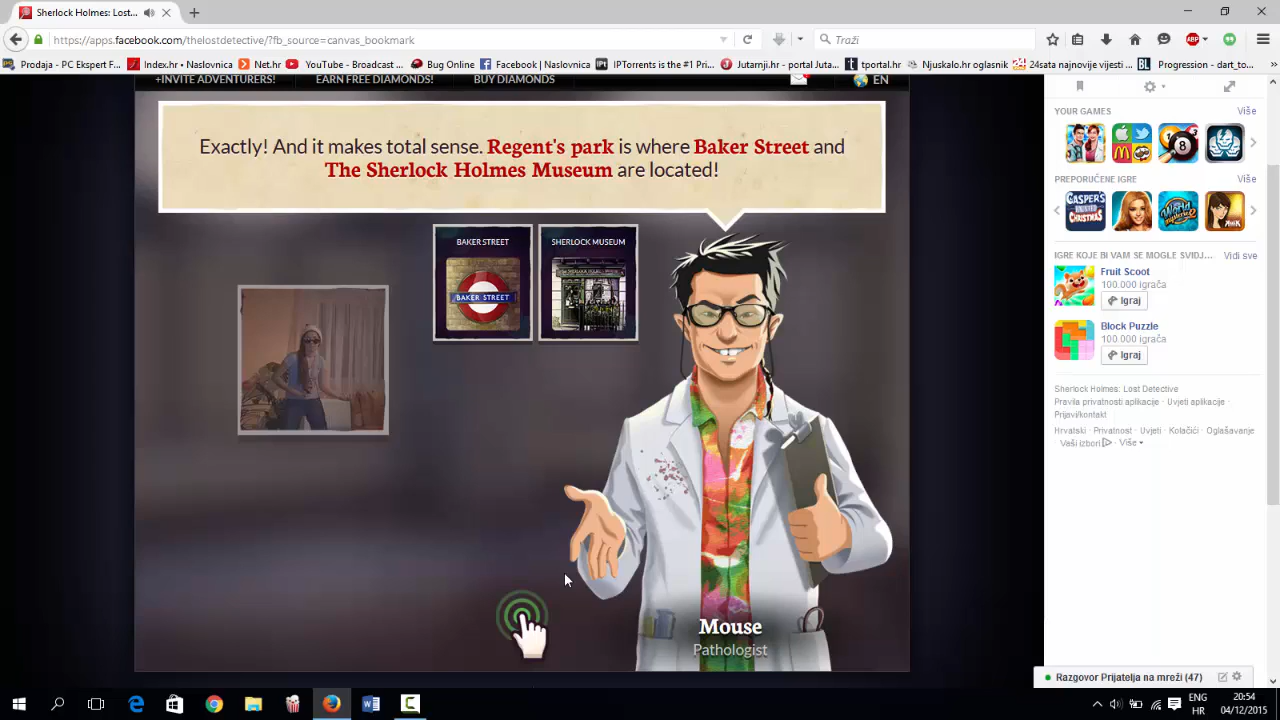 Sherlock Holmes: Lost...
https://apps.facebook.com/thelostdetective/?fb_source=canvas_bookmark
Traži
ABP
Prodaja - PC Ekspert F...
Index.hr • Naslovnica
Net.hr
YouTube - Broadcast ...
Bug Online
Facebook | Naslovnica
IPT
IPTorrents is the #1 Pri...
Jutarnji.hr - portal Jutar...
tportal.hr
Njuskalo.hr oglasnik
24sata najnovije vijesti ...
BL
Progression - dart_to...
+INVITE ADVENTURERS!
EARN FREE DIAMONDS!
BUY DIAMONDS
EN
Exactly! And it makes total sense. Regent's park is where Baker Street and
The Sherlock Holmes Museum are located!
BAKER STREET
SHERLOCK MUSEUM
BAKER STREET
Mouse
Pathologist
YOUR GAMES
Više
8
PREPORUČENE IGRE
Više
CASPER'S
CHRISTMAS
IGRE KOJE BI VAM SE MOGLE SVIDJ...
Vidi sve
Fruit Scoot
100.000 igrača
Igraj
Block Puzzle
100.000 igrača
Igraj
Sherlock Holmes: Lost Detective
Pravila privatnosti aplikacije · Uvjeti aplikacije ·
Prijavi/kontakt
Hrvatski · Privatnost · Uvjeti · Kolačići · Oglašavanje
· Vaši izbori · Više
Razgovor Prijatelja na mreži (47)
ENG
HR
20:54
04/12/2015